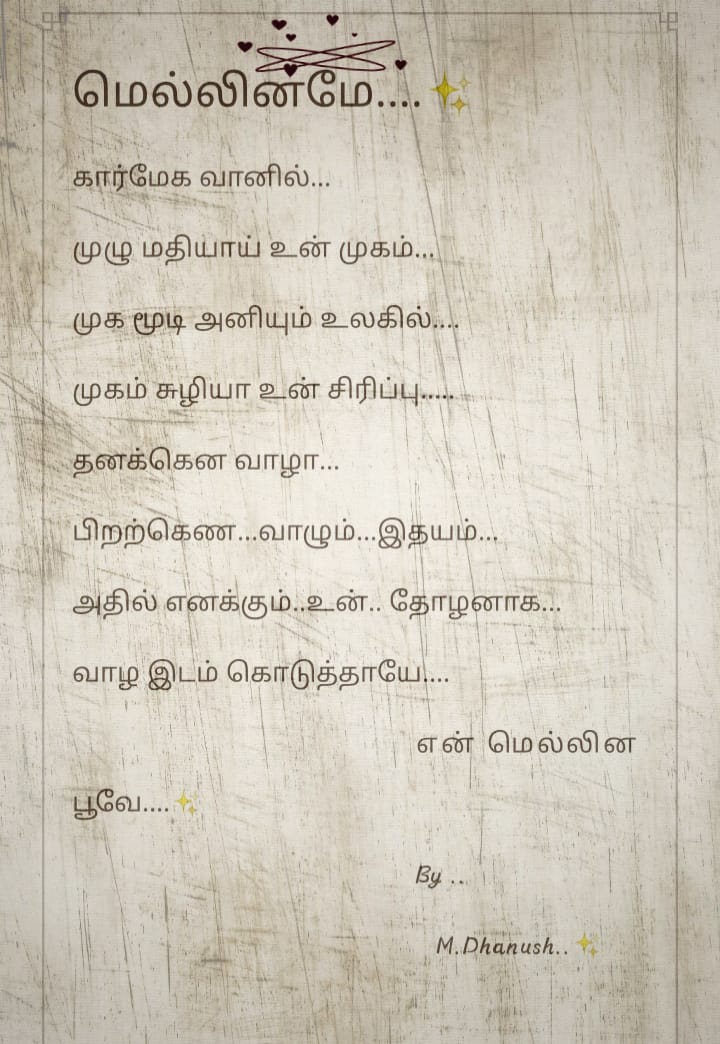 மெல்லினமே....
கார்மேக வானில்...
முழு மதியாய் உன் முகம்...
முக மூடி அனியும் உலகில்....
முகம் சுழியா உன் சிரிப்பு.....
தனக்கென வாழா...
பிறற்கெண...வாழும்...இதயம்...
அதில் எனக்கும்..உன்.. தோழனாக...
வாழ இடம் கொடுத்தாயே....
என் மெல்லின
பூவே....
By ..
M.Dhanush..